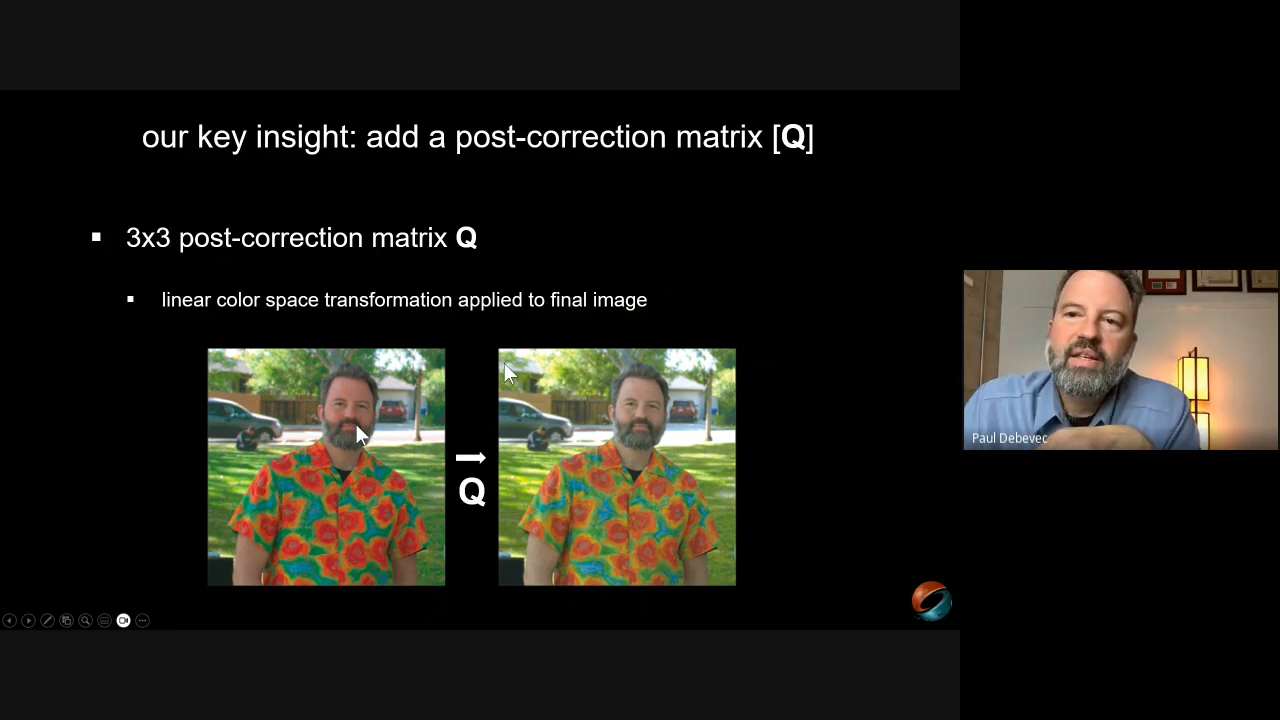 our key insight: add a post-correction matrix [Q]
3x3 post-correction matrix Q
linear color space transformation applied to final image
Q
Paul Debevec